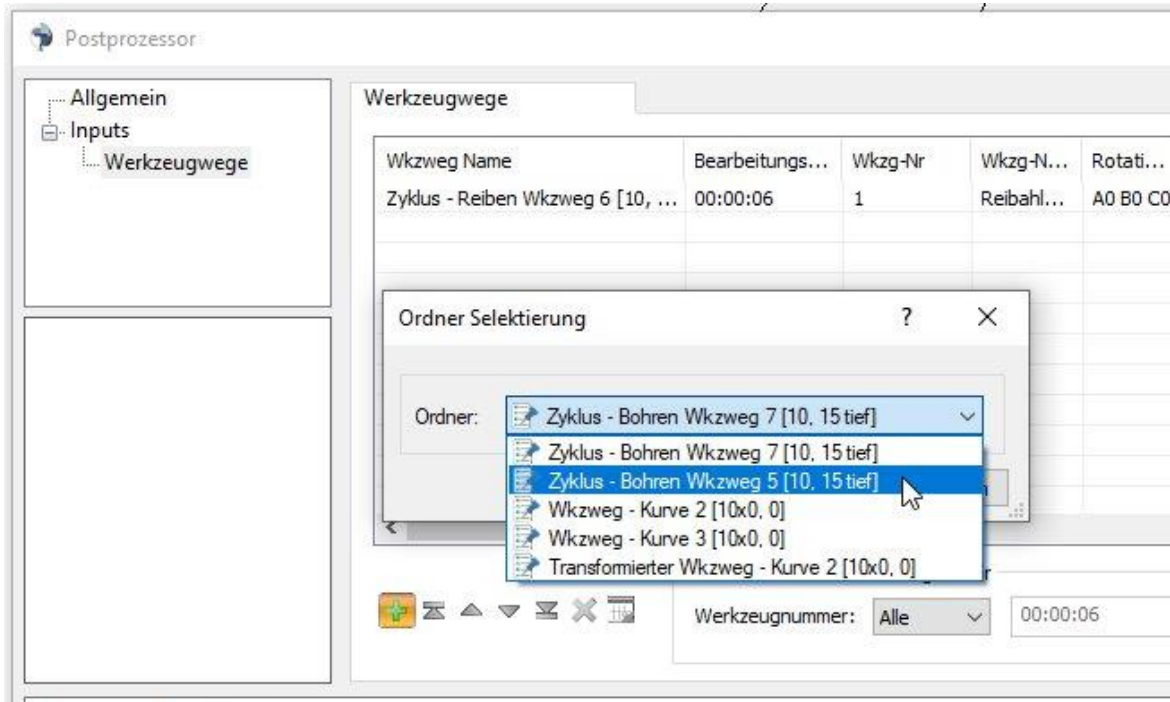 Postprozessor
Allgemein
Inputs
Werkzeugwege
Werkzeugwege
Wkzweg Name Bearbeitungs... Wkzg-Nr Wkzg-N... Rotati...
Zyklus - Reiben Wkzweg 6 [10, ... 00:00:06 1 Reibahl... A0 B0 C0
Ordner Selektierung ?
Ordner: Zyklus - Bohren Wkzweg 7 [10, 15 tief]
Zyklus - Bohren Wkzweg 7 [10, 15 tief]
Zyklus - Bohren Wkzweg 5 [10, 15 tief]
Wkzweg - Kurve 2 [10x0, 0]
Wkzweg - Kurve 3 [10x0, 0]
Transformierter Wkzweg - Kurve 2 [10x0, 0]
Werkzeugnummer: Alle 00:00:06